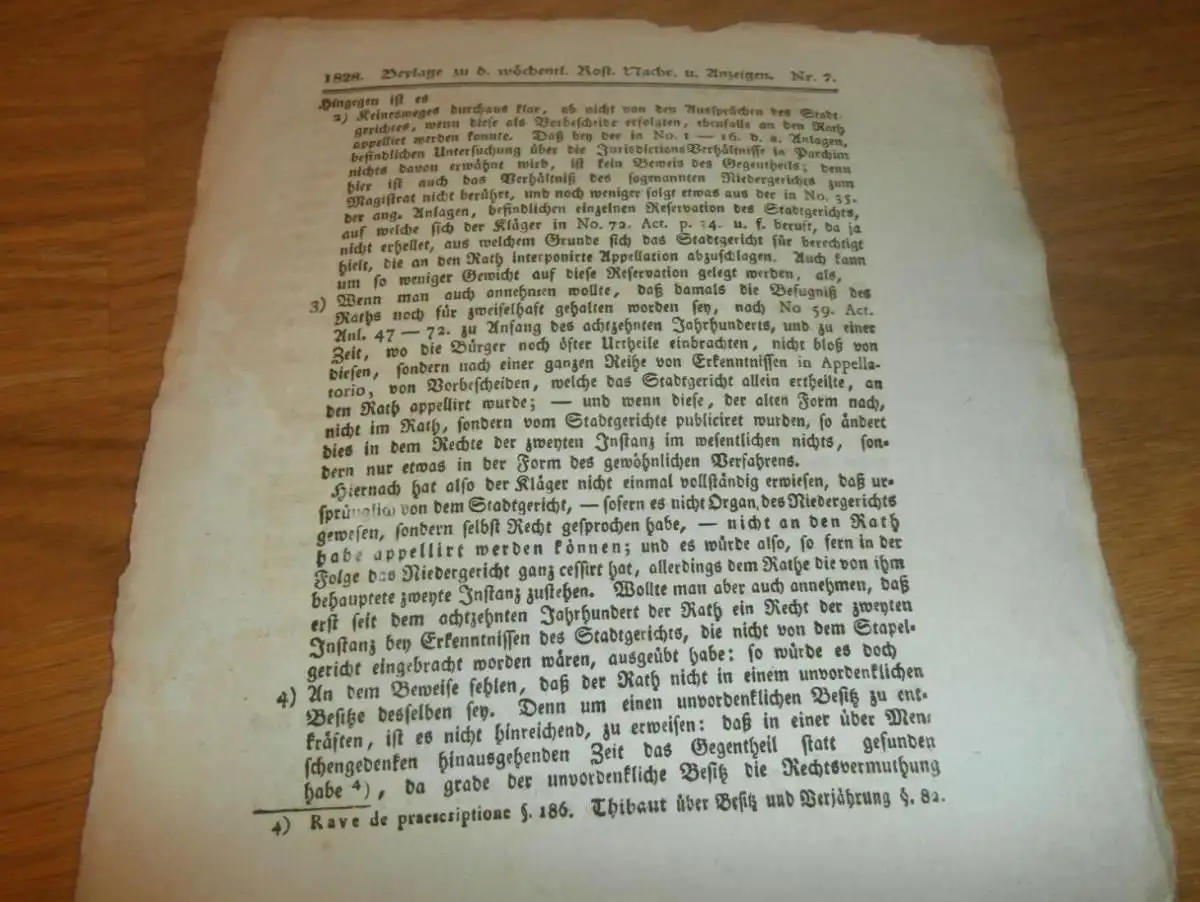 1828. Beylage zu d. wöchentl. Rost. Nachr. u. Anzeigen. Nr. 7.
Hingegen ist es
2) Keinesweges durchaus klar, ob nicht von den Aussprüchen des Stadt-
gerichtes, wenn diese als Vorbescheide erfolgten, ebenfalls an den Rath
appellirt werden konnte. Daß bey der in No. 1 — 16. d. a. Anlagen,
befindlichen Untersuchung über die JurisdictionsVerhältnisse in Parchim
nichts davon erwähnt wird, ist kein Beweis des Gegentheils; denn
hier ist auch das Verhältniß des sogenannten Niedergerichts zum
Magistrat nicht berührt, und noch weniger folgt etwas aus der in No. 35.
der ang. Anlagen, befindlichen einzelnen Reservation des Stadtgerichts,
auf welche sich der Kläger in No. 72. Act. p. 34. u. f. beruft, da ja
nicht erhellet, aus welchem Grunde sich das Stadtgericht für berechtigt
hielt, die an den Rath interponirte Appellation abzuschlagen. Auch kann
um so weniger Gewicht auf diese Reservation gelegt werden, als,
3) Wenn man auch annehmen wollte, daß damals die Befugniß des
Raths noch für zweifelhaft gehalten worden sey, nach No 59. Act.
Anl. 47 — 72. zu Anfang des achtzehnten Jahrhunderts, und zu einer
Zeit, wo die Bürger noch öfter Urtheile einbrachten, nicht bloß von
diesen, sondern nach einer ganzen Reihe von Erkenntnissen in Appella-
torio, von Vorbescheiden, welche das Stadtgericht allein ertheilte, an
den Rath appellirt wurde; — und wenn diese, der alten Form nach,
nicht im Rath, sondern vom Stadtgerichte publiciret wurden, so ändert
dies in dem Rechte der zweyten Instanz im wesentlichen nichts, son-
dern nur etwas in der Form des gewöhnlichen Verfahrens.
Hiernach hat also der Kläger nicht einmal vollständig erwiesen, daß ur-
sprünglich von dem Stadtgericht, — sofern es nicht Organ des Niedergerichts
gewesen, sondern selbst Recht gesprochen habe, — nicht an den Rath
habe appellirt werden können; und es würde also, so fern in der
Folge das Niedergericht ganz cessirt hat, allerdings dem Rathe die von ihm
behauptete zweyte Instanz zustehen. Wollte man aber auch annehmen, daß
erst seit dem achtzehnten Jahrhundert der Rath ein Recht der zweyten
Instanz bey Erkenntnissen des Stadtgerichts, die nicht von dem Stapel-
gericht eingebracht worden wären, ausgeübt habe: so würde es doch
4) An dem Beweise fehlen, daß der Rath nicht in einem unvordenklichen
Besitze desselben sey. Denn um einen unvordenklichen Besitz zu ent-
kräften, ist es nicht hinreichend, zu erweisen: daß in einer über Men-
schengedenken hinausgehenden Zeit das Gegentheil statt gefunden
habe 4), da grade der unvordenkliche Besitz die Rechtsvermuthung
4) Rave de praescriptione §. 186. Thibaut über Besitz und Verjährung §. 82.